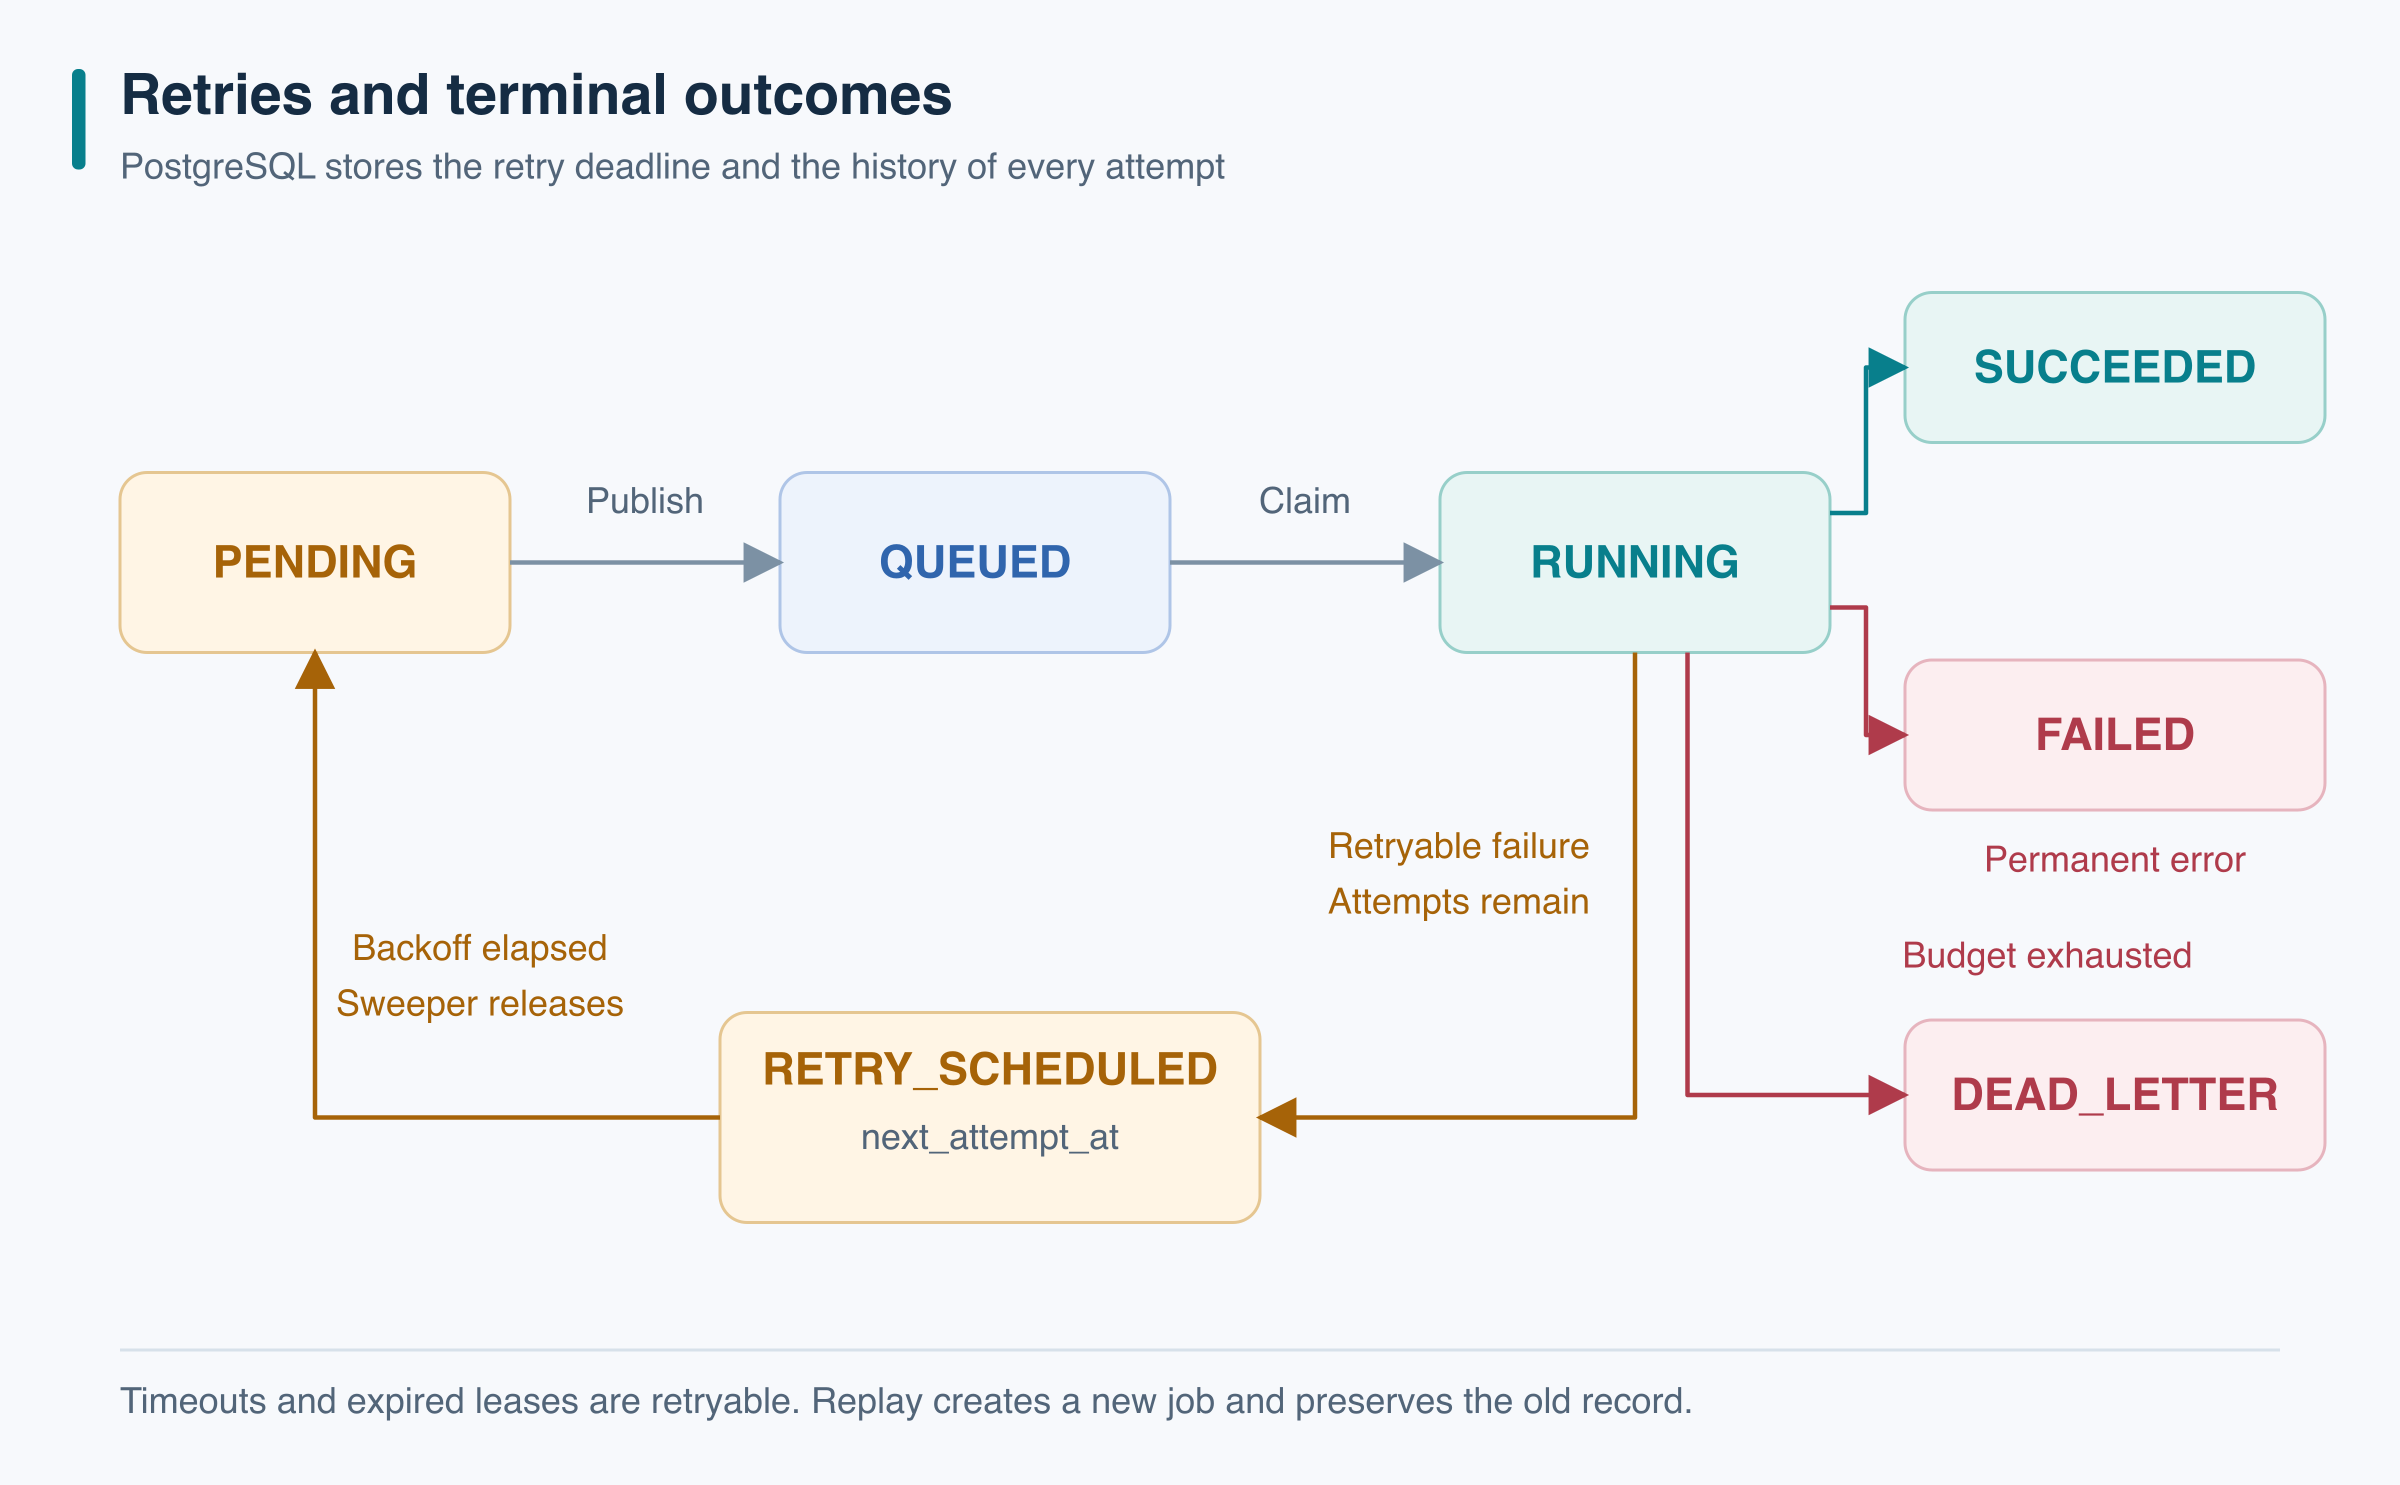 Retries and terminal outcomes
PostgreSQL stores the retry deadline and the history of every attempt
SUCCEEDED
Publish
Claim
PENDING
QUEUED
RUNNING
FAILED
Retryable failure
Attempts remain
Permanent error
Backoff elapsed
Sweeper releases
Budget exhausted
RETRY_SCHEDULED
next_attempt_at
DEAD_LETTER
Timeouts and expired leases are retryable. Replay creates a new job and preserves the old record.